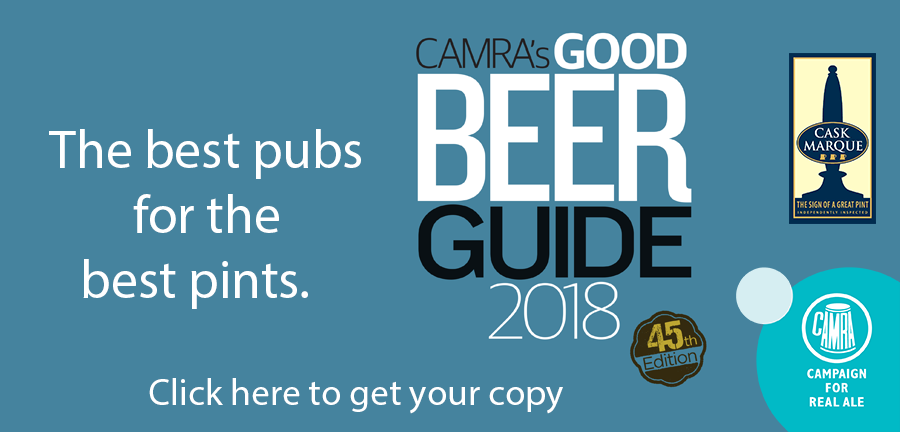 The best pubs
for the
best pints.
CAMRA's GOOD
BEER
GUIDE
2018
45th
Edition
Click here to get your copy
CASK
MARQUE
THE SIGN OF A GREAT PINT
INDEPENDENTLY INSPECTED
CAMRA
CAMPAIGN
FOR
REAL ALE